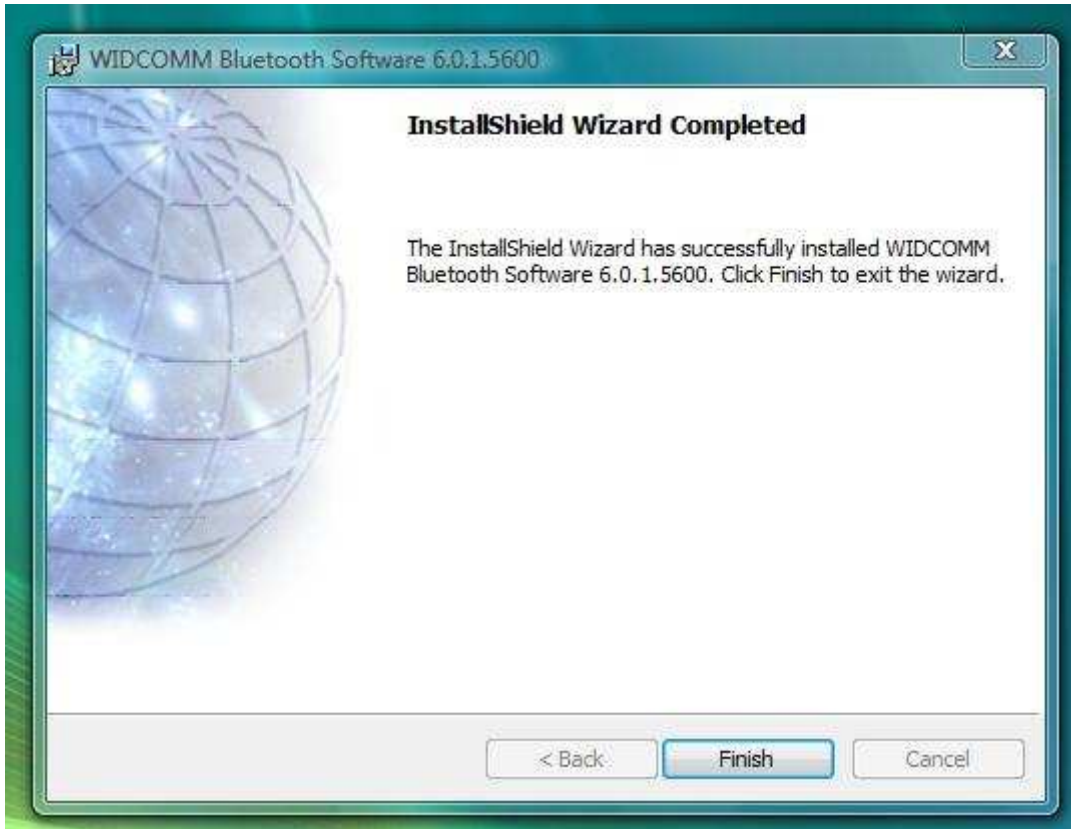 WIDCOMM Bluetooth Software 6.0.1.5600
InstallShield Wizard Completed
The InstallShield Wizard has successfully installed WIDCOMM
Bluetooth Software 6.0.1.5600. Click Finish to exit the wizard.
< Back Finish Cancel